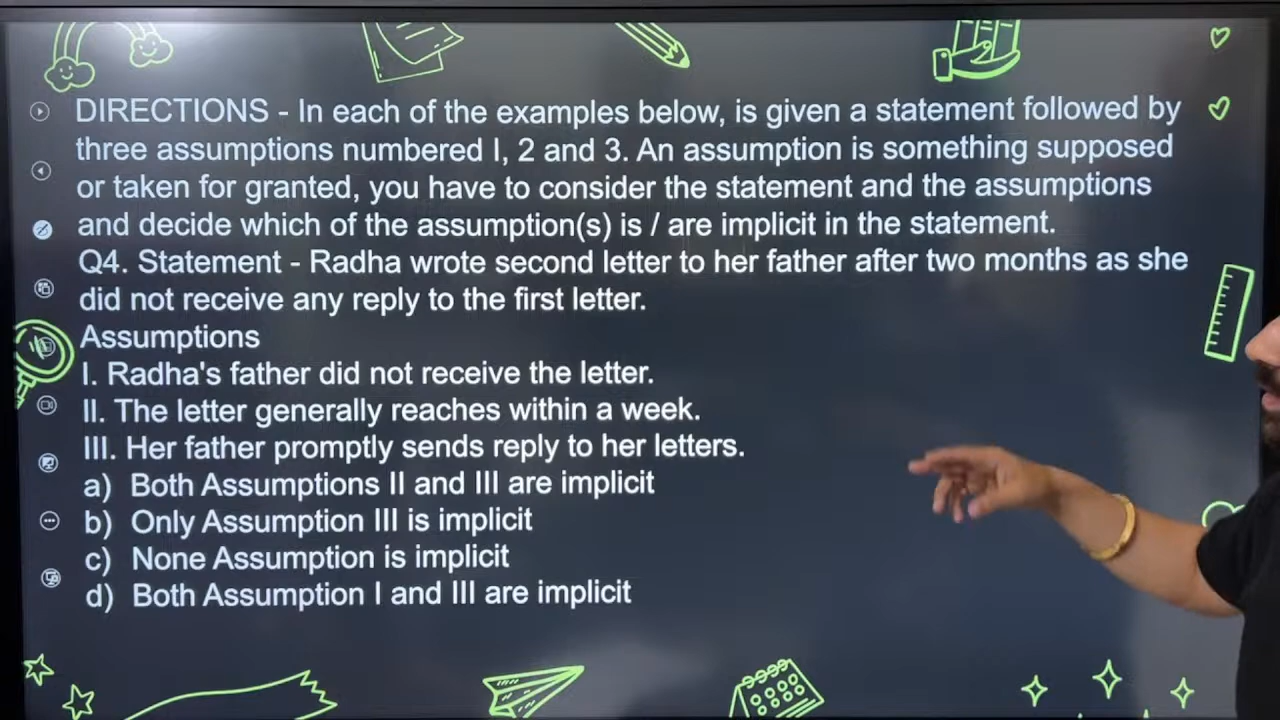 DIRECTIONS - In each of the examples below, is given a statement followed by
three assumptions numbered I, 2 and 3. An assumption is something supposed
or taken for granted, you have to consider the statement and the assumptions
and decide which of the assumption(s) is / are implicit in the statement.
Q4. Statement - Radha wrote second letter to her father after two months as she
did not receive any reply to the first letter.
Assumptions
I. Radha's father did not receive the letter.
II. The letter generally reaches within a week.
III. Her father promptly sends reply to her letters.
a) Both Assumptions II and III are implicit
b) Only Assumption III is implicit
c) None Assumption is implicit
d) Both Assumption I and III are implicit